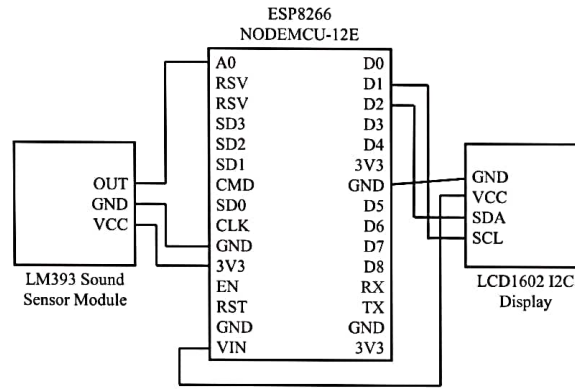 ESP8266
NODEMCU-12E
A0
RSV
RSV
SD3
SD2
SD1
CMD
SD0
CLK
GND
3V3
EN
RST
GND
VIN
D0
D1
D2
D3
D4
3V3
GND
D5
D6
D7
D8
RX
TX
GND
3V3
OUT
GND
VCC
LM393 Sound
Sensor Module
GND
VCC
SDA
SCL
LCD1602 I2C
Display